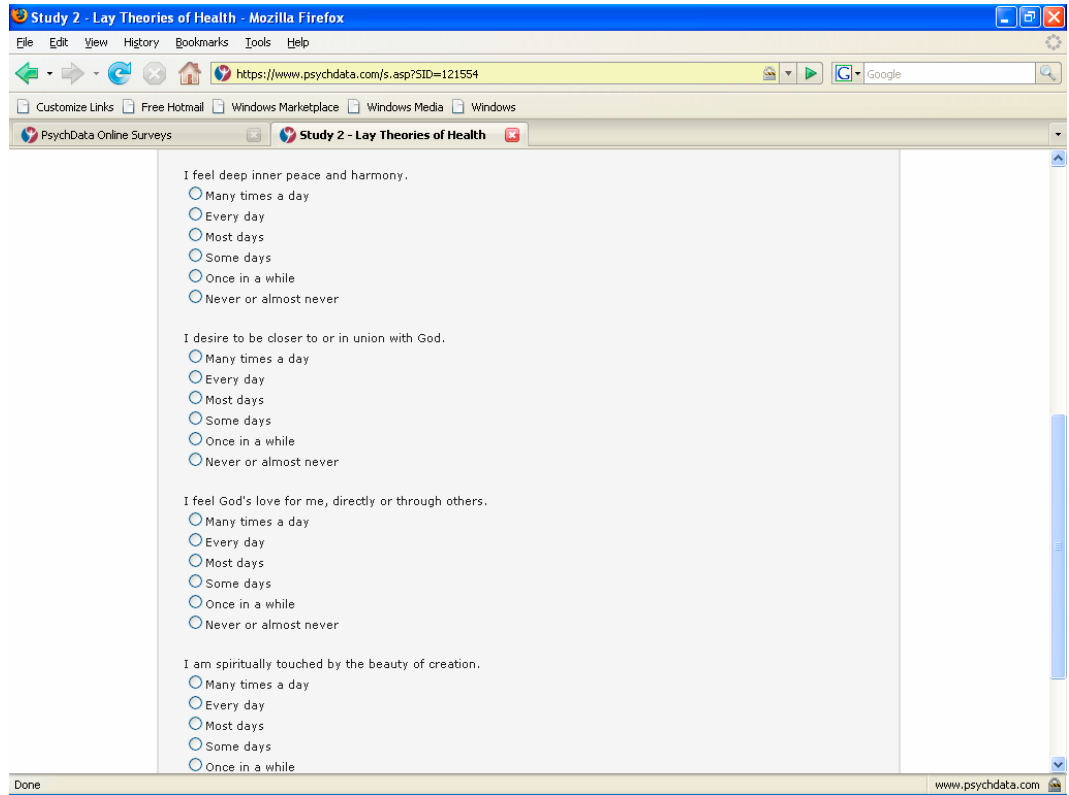 Study 2 - Lay Theories of Health - Mozilla Firefox
File Edit View History Bookmarks Tools Help
https://www.psychdata.com/s.asp?SID=121554
G Google
Customize Links Free Hotmail Windows Marketplace Windows Media Windows
PsychData Online Surveys Study 2 - Lay Theories of Health
I feel deep inner peace and harmony.
Many times a day
Every day
Most days
Some days
Once in a while
Never or almost never
I desire to be closer to or in union with God.
Many times a day
Every day
Most days
Some days
Once in a while
Never or almost never
I feel God's love for me, directly or through others.
Many times a day
Every day
Most days
Some days
Once in a while
Never or almost never
I am spiritually touched by the beauty of creation.
Many times a day
Every day
Most days
Some days
Once in a while
Done www.psychdata.com